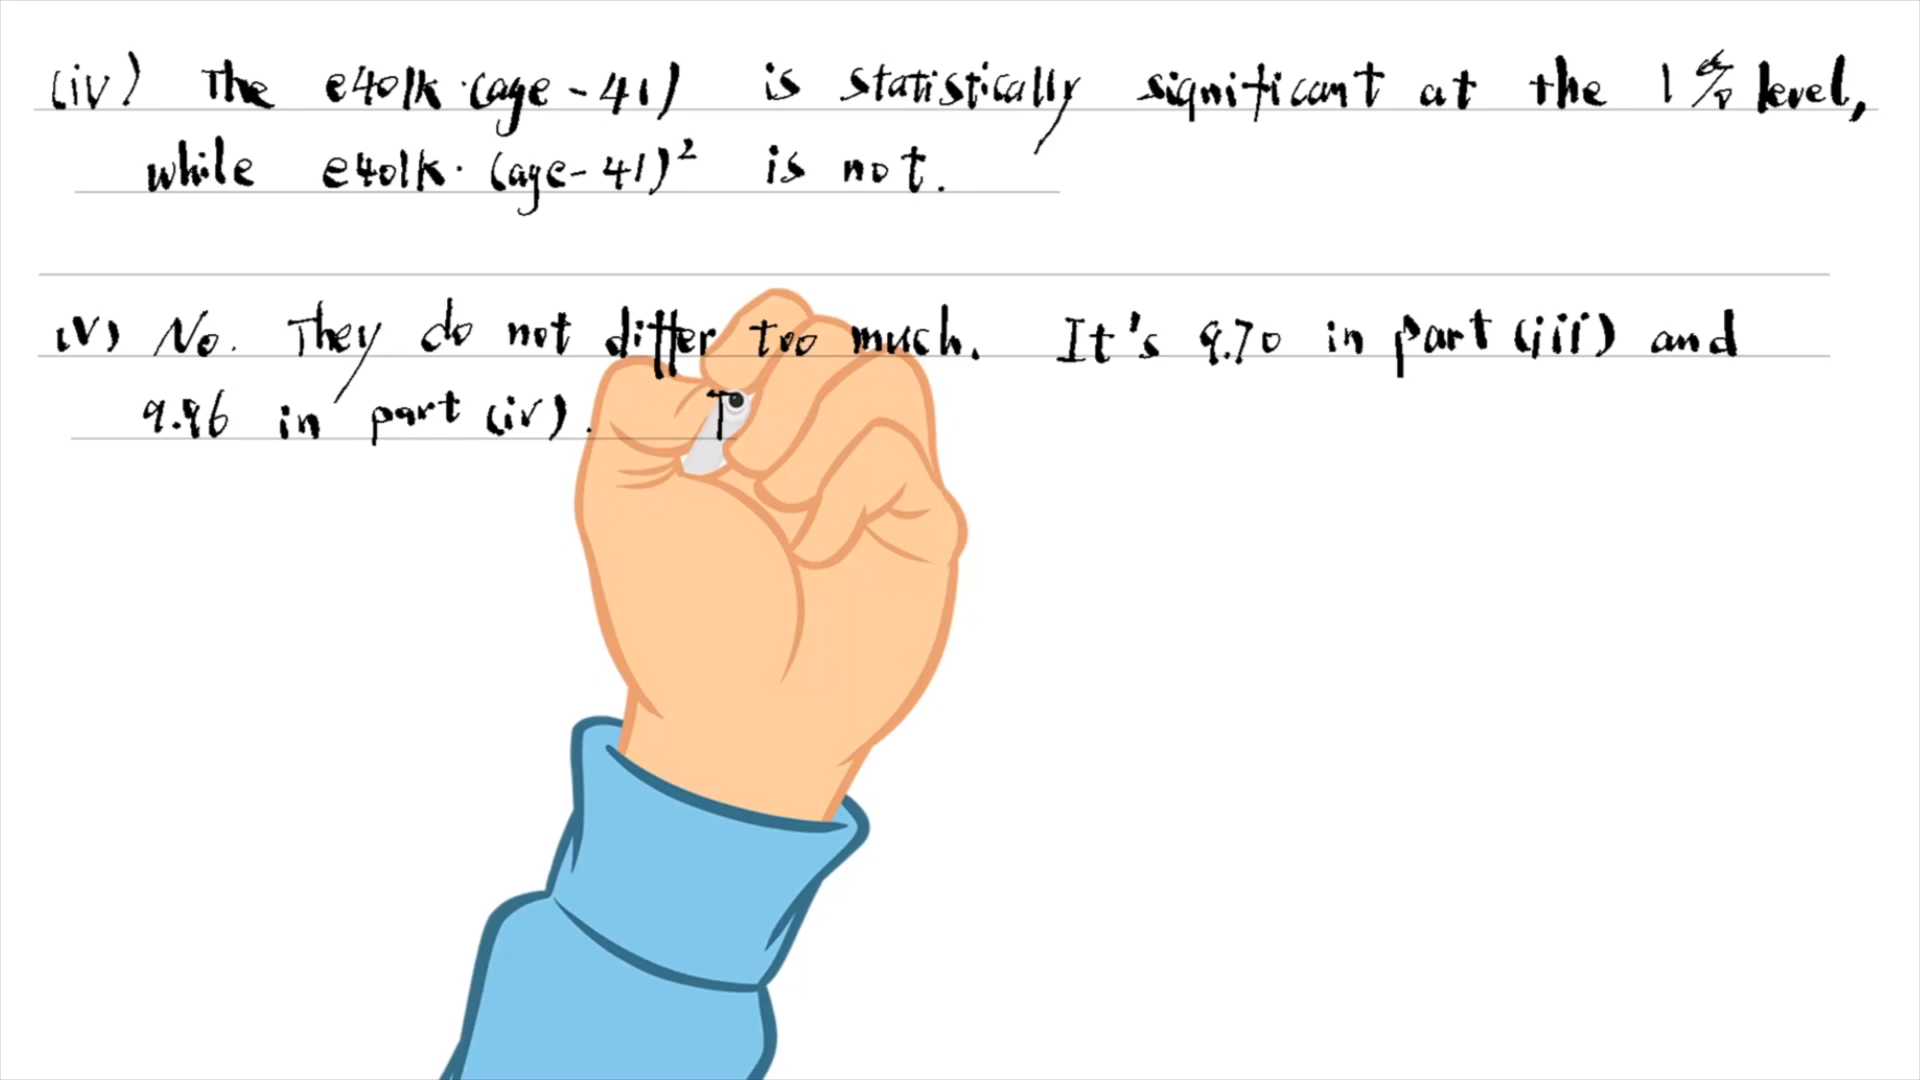 (iv) The e401k·(age-41) is statistically significant at the 1% level,
while e401k·(age-41)² is not.
(v) No. They do not differ too much. It's 9.70 in part (iii) and
9.96 in part (iv). T